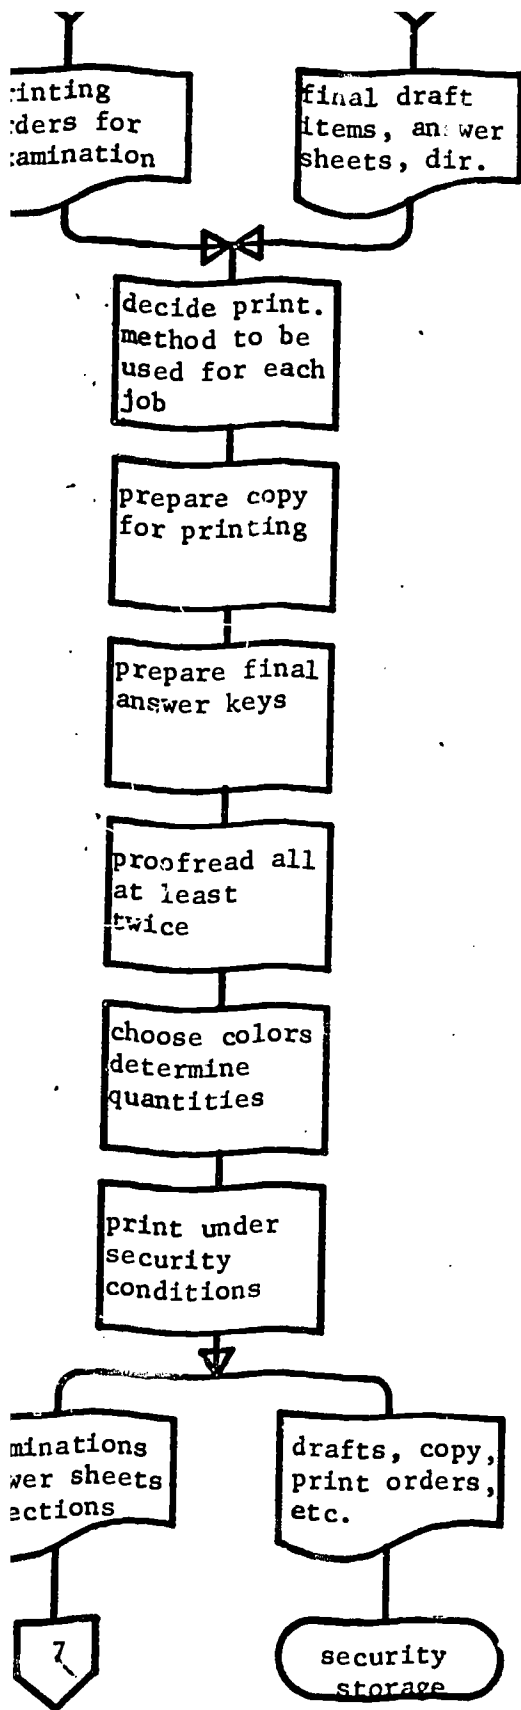 rinting
rders for
amination
final draft
items, answer
sheets, dir.
decide print.
method to be
used for each
job
prepare copy
for printing
prepare final
answer keys
proofread all
at least
twice
choose colors
determine
quantities
print under
security
conditions
minations
wer sheets
ections
drafts, copy,
print orders,
etc.
7
security
storage